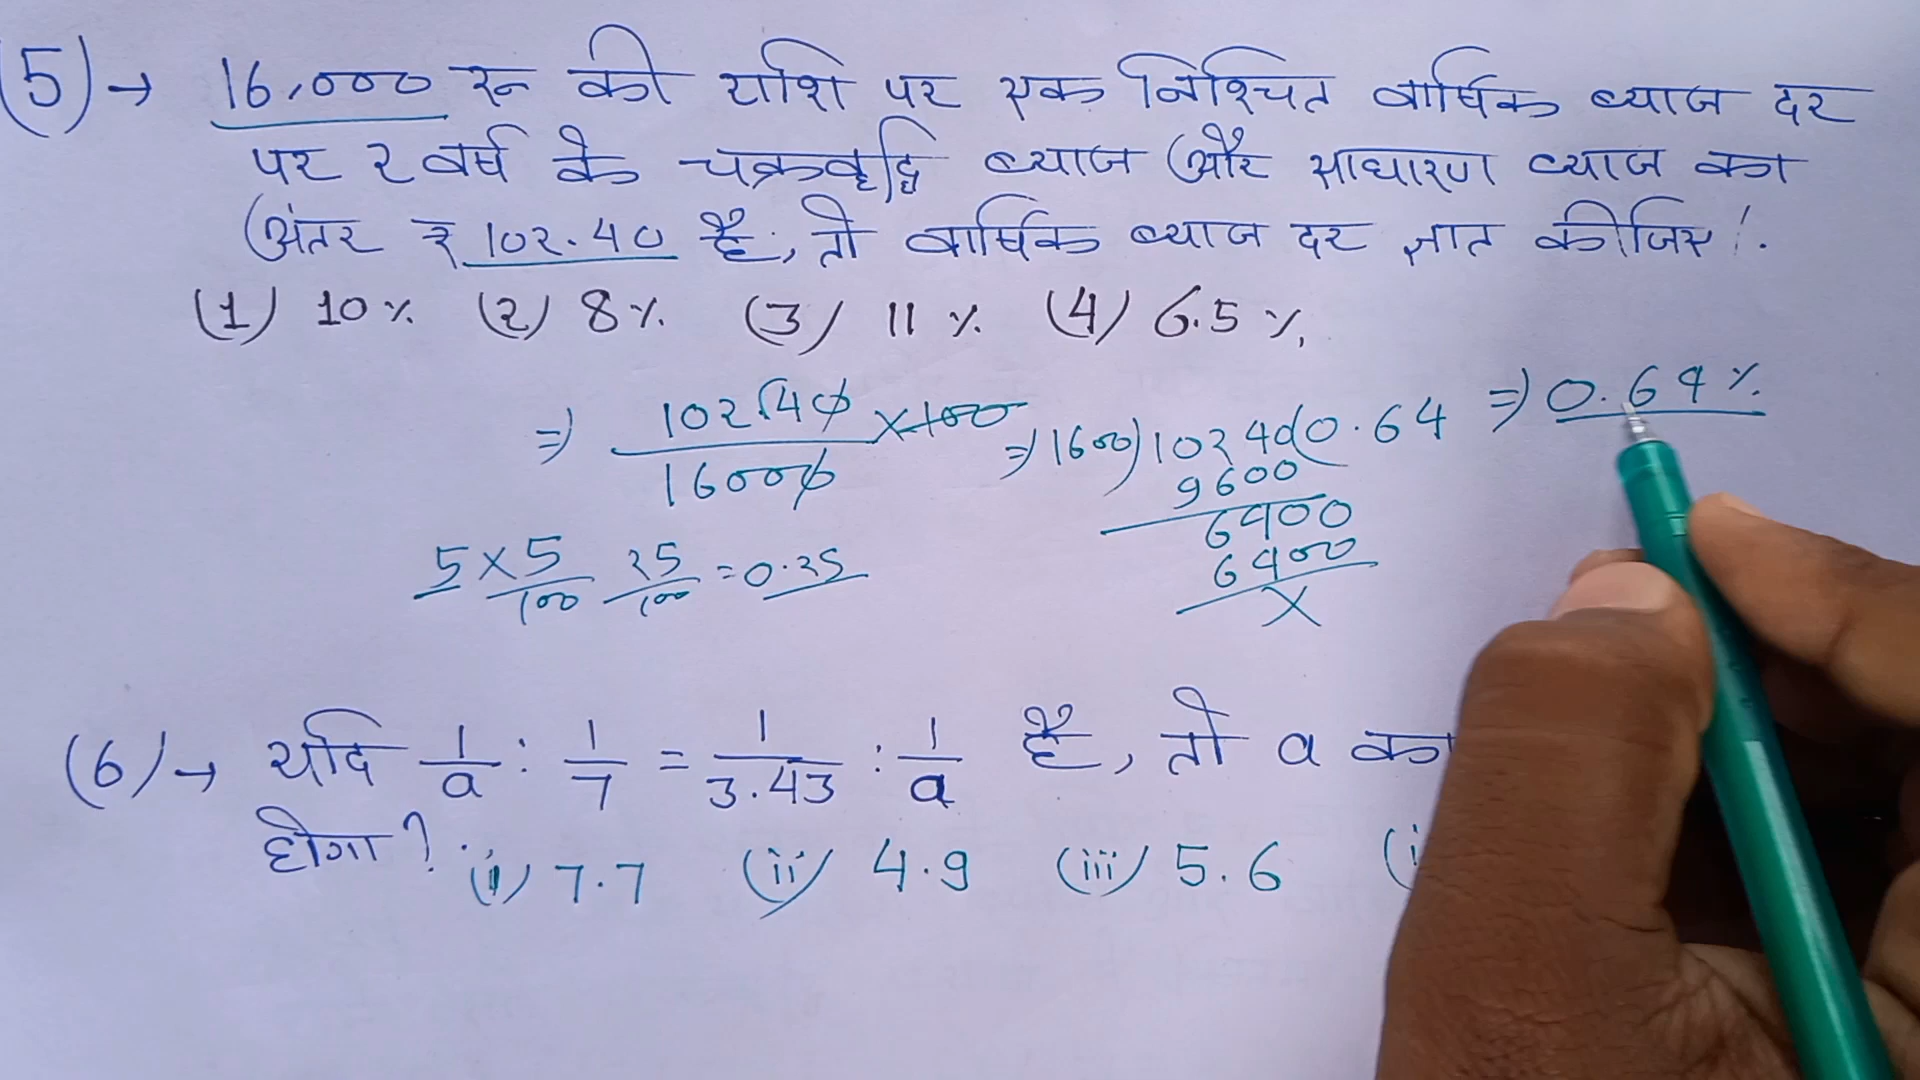 (5)→ 16,000 रू की राशि पर एक निश्चित वार्षिक ब्याज दर
पर २ वर्ष के चक्रवृद्धि ब्याज और साधारण ब्याज का
अंतर ₹ 102.40 है, तो वार्षिक ब्याज दर ज्ञात कीजिए!.
(1) 10% (2) 8% (3) 11% (4) 6.5%.
⇒ 102.40/16000 × 100 ⇒ 1600)10240(0.64 ⇒ 0.64%
9600
6400
6400
×
5×5/100 25/100 = 0.25
(6)→ यदि 1/a : 1/7 = 1/3.43 : 1/a है, तो a का
होगा? (i) 7.7 (ii) 4.9 (iii) 5.6 (i